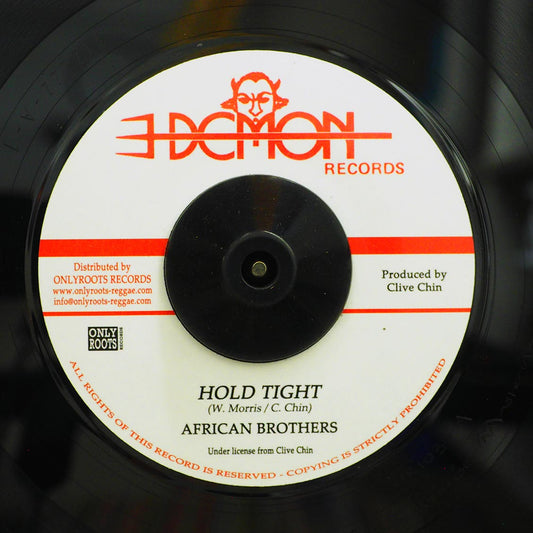 DEMON
RECORDS
Distributed by
ONLYROOTS RECORDS
www.onlyroots-reggae.com
info@onlyroots-reggae.com
Produced by
Clive Chin
ONLY
ROOTS
RECORDS
HOLD TIGHT
(W. Morris / C. Chin)
AFRICAN BROTHERS
Under license from Clive Chin
ALL RIGHTS OF THIS RECORD IS RESERVED - COPYING IS STRICTLY PROHIBITED